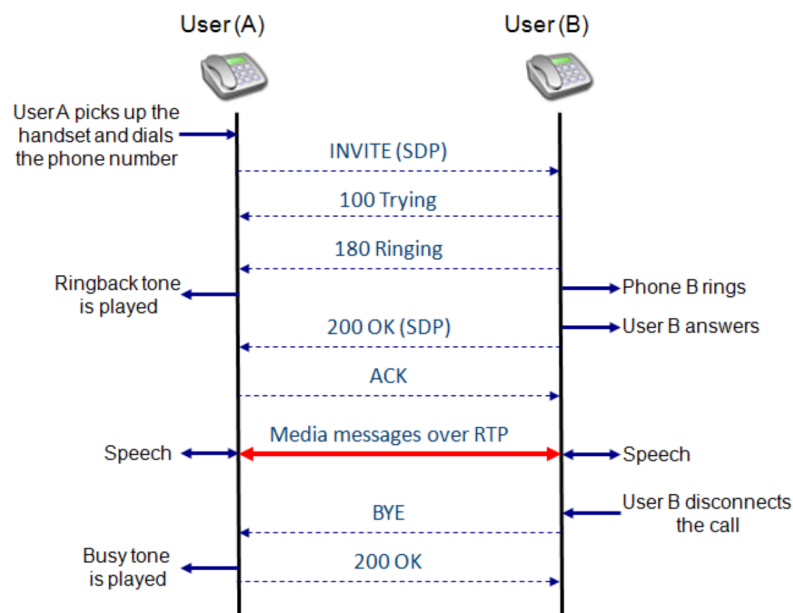 User (A)
User (B)
User A picks up the
handset and dials
the phone number
INVITE (SDP)
100 Trying
180 Ringing
Ringback tone
is played
Phone B rings
200 OK (SDP)
User B answers
ACK
Speech
Media messages over RTP
Speech
BYE
User B disconnects
the call
Busy tone
is played
200 OK